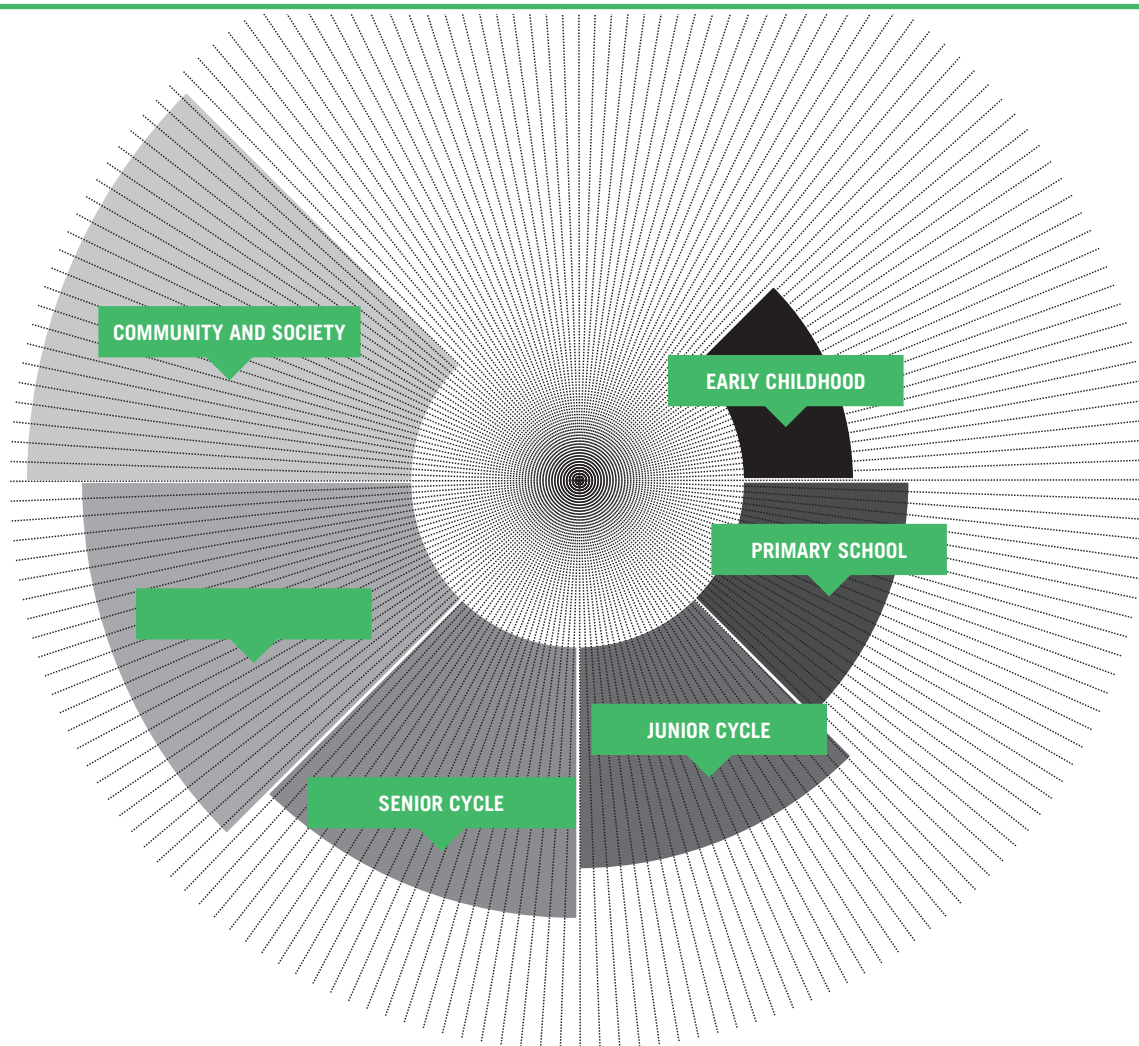 COMMUNITY AND SOCIETY
EARLY CHILDHOOD
PRIMARY SCHOOL
JUNIOR CYCLE
SENIOR CYCLE